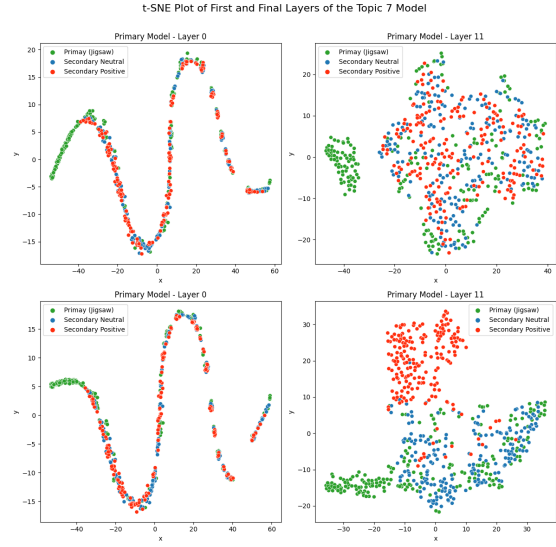 t-SNE Plot of First and Final Layers of the Topic 7 Model
Primary Model - Layer 0
Primay (Jigsaw)
Secondary Neutral
Secondary Positive
20
15
10
5
0
−5
−10
−15
y
−40
−20
0
20
40
60
x
Primary Model - Layer 11
Primay (Jigsaw)
Secondary Neutral
Secondary Positive
20
10
0
−10
−20
y
−40
−20
0
20
40
x
Primary Model - Layer 0
Primay (Jigsaw)
Secondary Neutral
Secondary Positive
15
10
5
0
−5
−10
−15
y
−40
−20
0
20
40
60
x
Primary Model - Layer 11
Primay (Jigsaw)
Secondary Neutral
Secondary Positive
30
20
10
0
−10
−20
y
−30
−20
−10
0
10
20
30
x